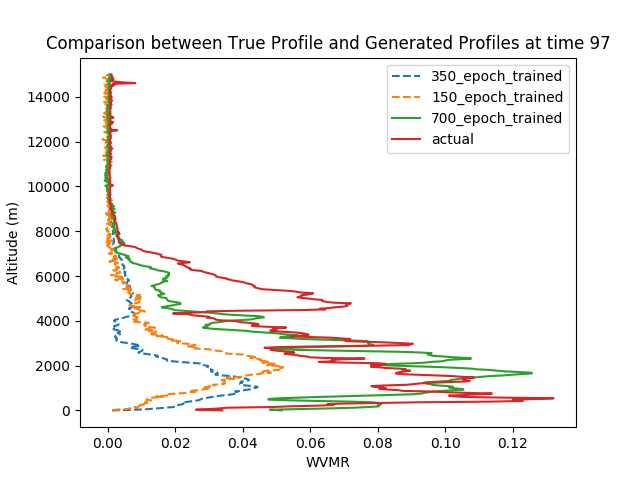 Comparison between True Profile and Generated Profiles at time 97
350_epoch_trained
150_epoch_trained
700_epoch_trained
actual
Altitude (m)
14000
12000
10000
8000
6000
4000
2000
0
0.00 0.02 0.04 0.06 0.08 0.10 0.12
WVMR